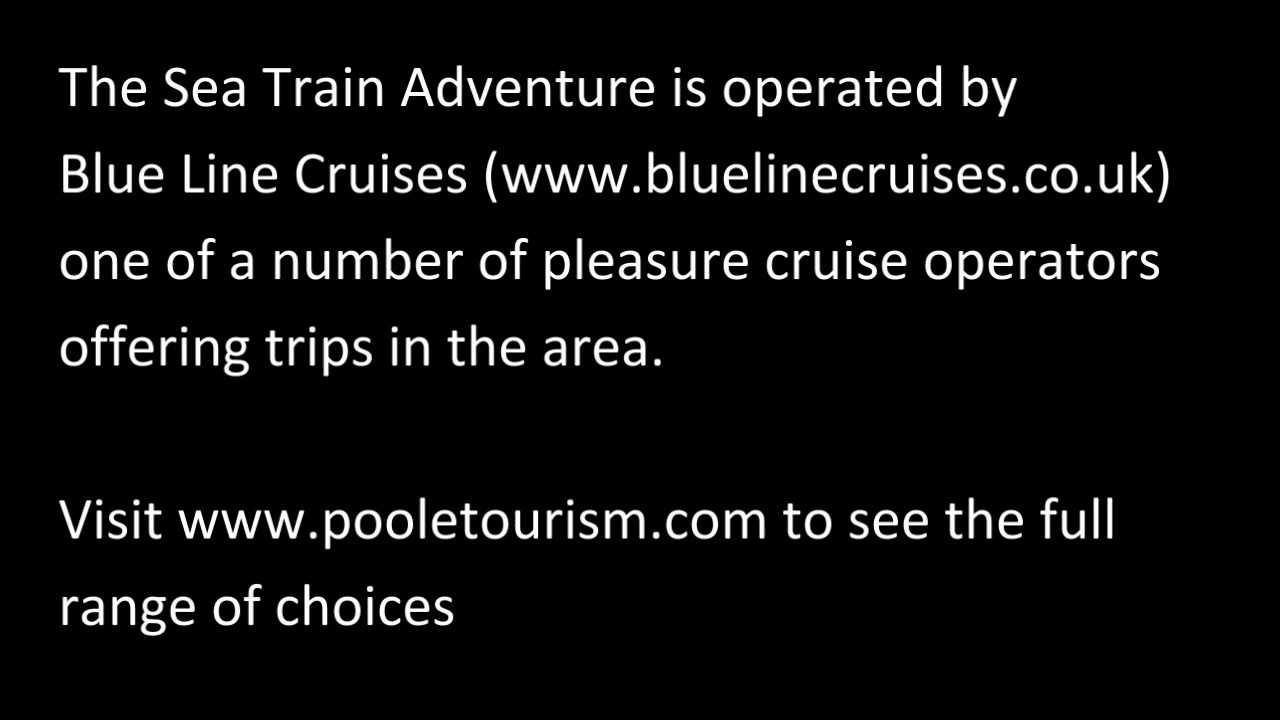 The Sea Train Adventure is operated by
Blue Line Cruises (www.bluelinecruises.co.uk)
one of a number of pleasure cruise operators
offering trips in the area.
Visit www.pooletourism.com to see the full
range of choices